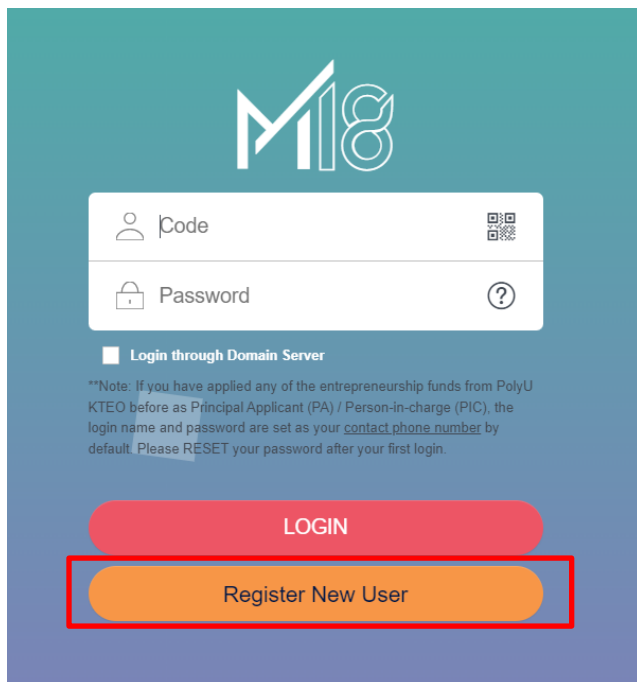 M18
Code
Password
?
Login through Domain Server
**Note: If you have applied any of the entrepreneurship funds from PolyU
KTEO before as Principal Applicant (PA) / Person-in-charge (PIC), the
login name and password are set as your contact phone number by
default. Please RESET your password after your first login.
LOGIN
Register New User